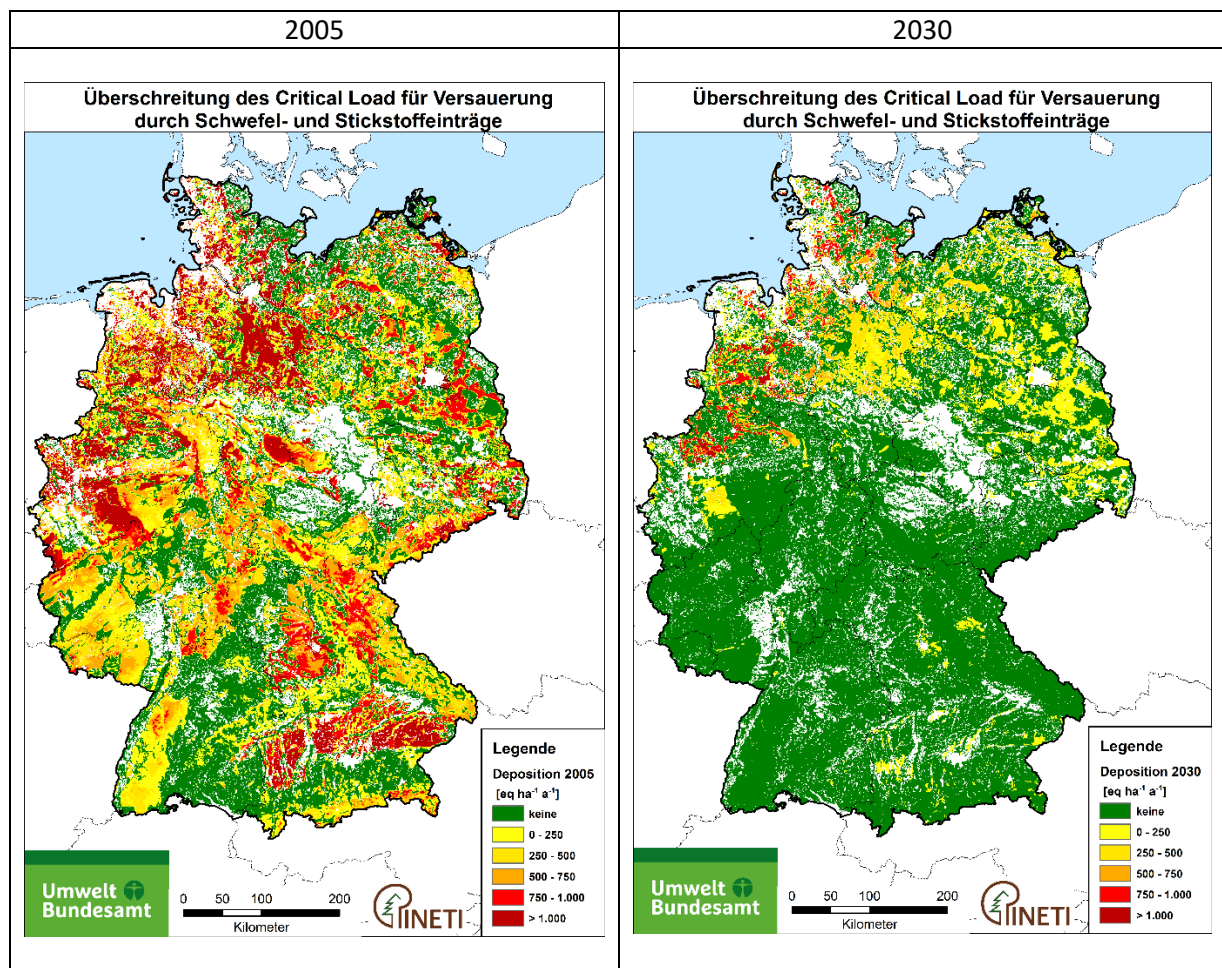 2005
2030
Überschreitung des Critical Load für Versauerung
durch Schwefel- und Stickstoffeinträge
Legende
Deposition 2005
[eq ha⁻¹ a⁻¹]
keine
0 - 250
250 - 500
500 - 750
750 - 1.000
> 1.000
Umwelt
Bundesamt
0 50 100 200
Kilometer
PINETI
Überschreitung des Critical Load für Versauerung
durch Schwefel- und Stickstoffeinträge
Legende
Deposition 2030
[eq ha⁻¹ a⁻¹]
keine
0 - 250
250 - 500
500 - 750
750 - 1.000
> 1.000
Umwelt
Bundesamt
0 50 100 200
Kilometer
PINETI